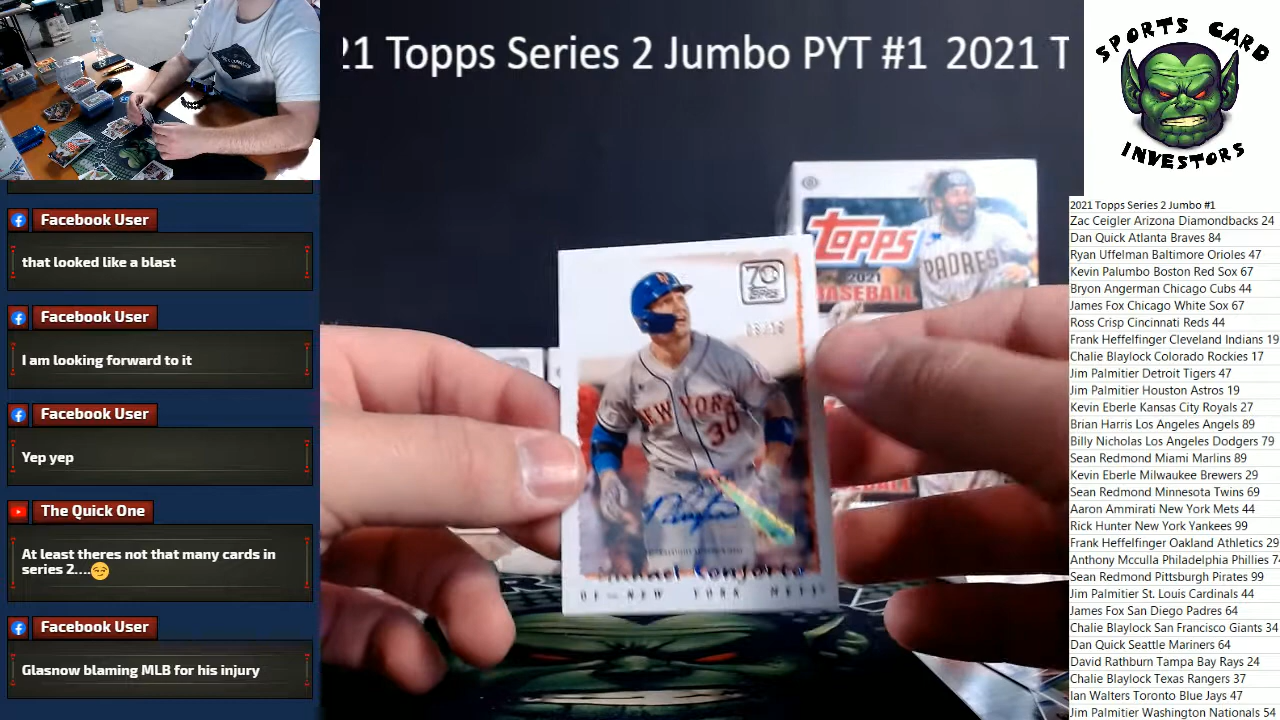 21 Topps Series 2 Jumbo PYT #1 2021 T
SPORTS CARD
INVESTORS
Facebook User
that looked like a blast
Facebook User
I am looking forward to it
Facebook User
Yep yep
The Quick One
At least theres not that many cards in
series 2....😏
Facebook User
Glasnow blaming MLB for his injury
topps
2021
BASEBALL
PADRES
70
topps
NEW YORK
30
Michael Conforto
OF NEW YORK METS
2021 Topps Series 2 Jumbo #1
Zac Ceigler Arizona Diamondbacks 24
Dan Quick Atlanta Braves 84
Ryan Uffelman Baltimore Orioles 47
Kevin Palumbo Boston Red Sox 67
Bryon Angerman Chicago Cubs 44
James Fox Chicago White Sox 67
Ross Crisp Cincinnati Reds 44
Frank Heffelfinger Cleveland Indians 19
Chalie Blaylock Colorado Rockies 17
Jim Palmitier Detroit Tigers 47
Jim Palmitier Houston Astros 19
Kevin Eberle Kansas City Royals 27
Brian Harris Los Angeles Angels 89
Billy Nicholas Los Angeles Dodgers 79
Sean Redmond Miami Marlins 89
Kevin Eberle Milwaukee Brewers 29
Sean Redmond Minnesota Twins 69
Aaron Ammirati New York Mets 44
Rick Hunter New York Yankees 99
Frank Heffelfinger Oakland Athletics 29
Anthony Mcculla Philadelphia Phillies 7
Sean Redmond Pittsburgh Pirates 99
Jim Palmitier St. Louis Cardinals 44
James Fox San Diego Padres 64
Chalie Blaylock San Francisco Giants 34
Dan Quick Seattle Mariners 64
David Rathburn Tampa Bay Rays 24
Chalie Blaylock Texas Rangers 37
Ian Walters Toronto Blue Jays 47
Jim Palmitier Washington Nationals 54